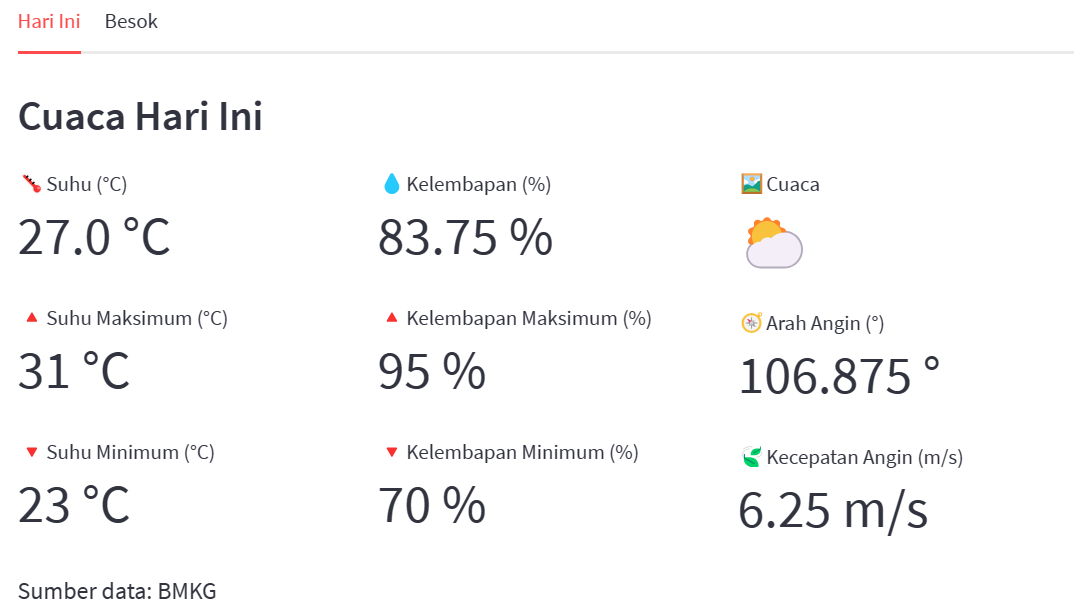 Hari Ini Besok
Cuaca Hari Ini
Suhu (°C)
27.0 °C
Kelembapan (%)
83.75 %
Cuaca
Suhu Maksimum (°C)
31 °C
Kelembapan Maksimum (%)
95 %
Arah Angin (°)
106.875 °
Suhu Minimum (°C)
23 °C
Kelembapan Minimum (%)
70 %
Kecepatan Angin (m/s)
6.25 m/s
Sumber data: BMKG